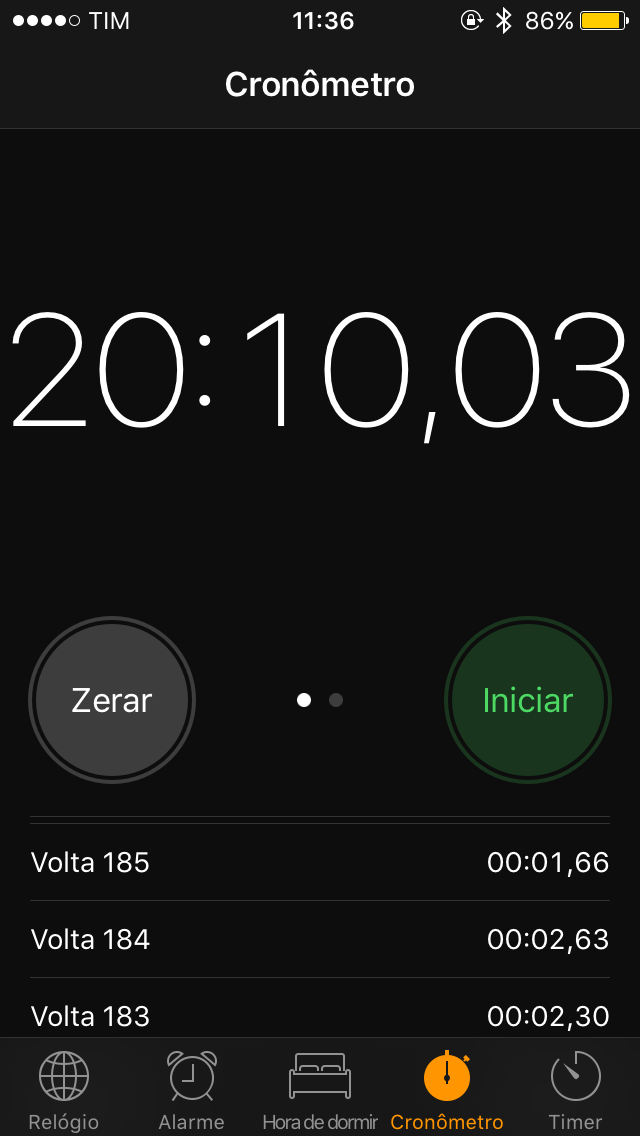 TIM 11:36 86%
Cronômetro
20:10,03
Zerar Iniciar
Volta 185 00:01,66
Volta 184 00:02,63
Volta 183 00:02,30
Relógio Alarme Hora de dormir Cronômetro Timer